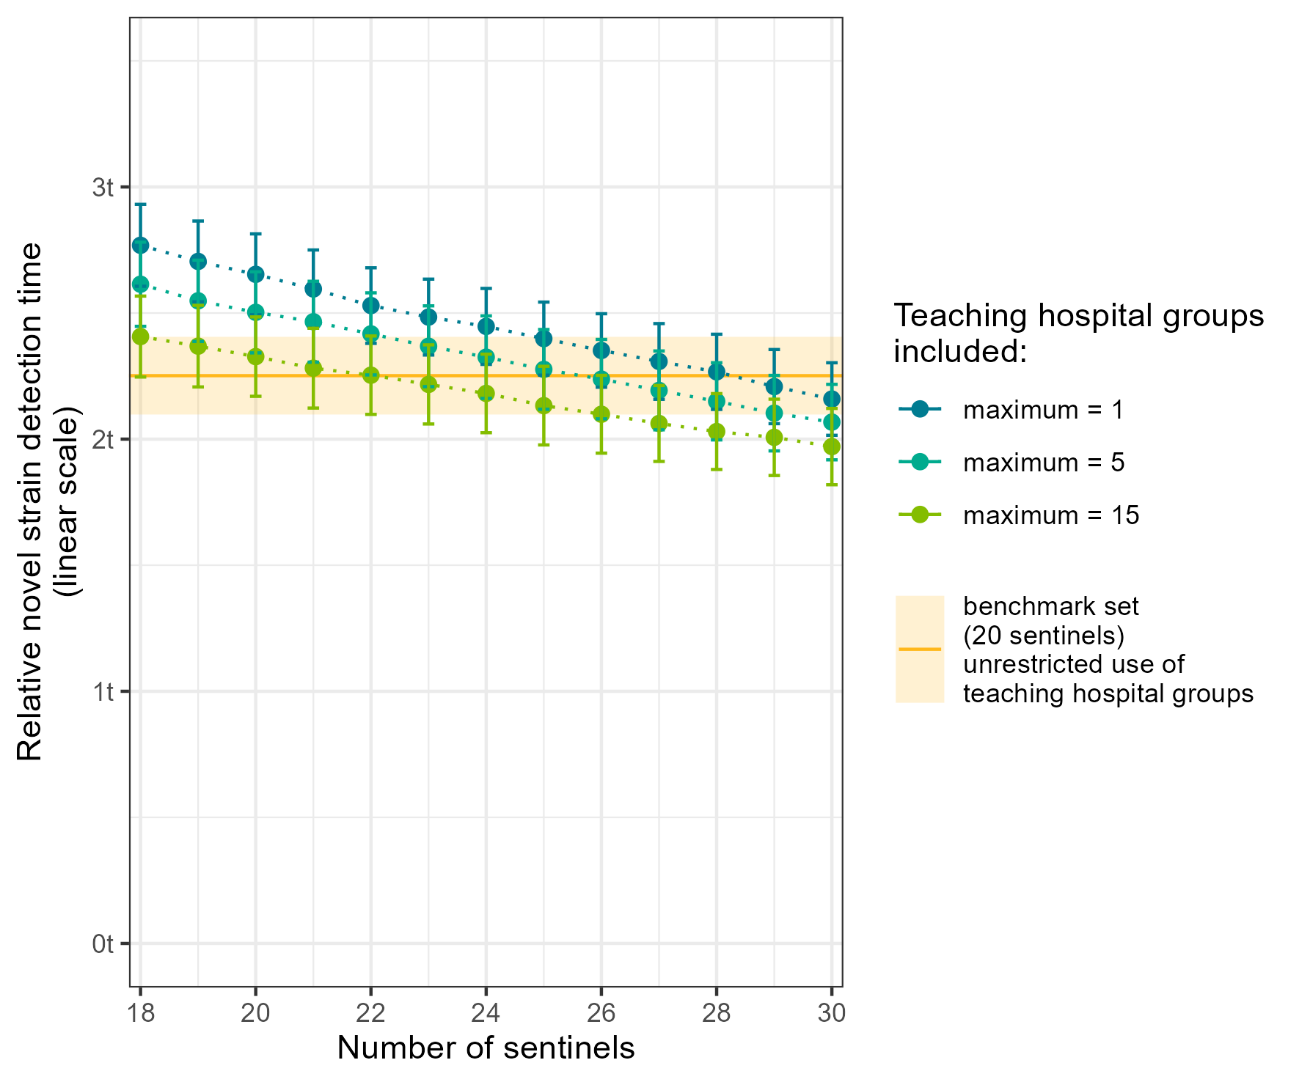 Relative novel strain detection time
(linear scale)
3t
2t
1t
0t
18 20 22 24 26 28 30
Number of sentinels
Teaching hospital groups
included:
maximum = 1
maximum = 5
maximum = 15
benchmark set
(20 sentinels)
unrestricted use of
teaching hospital groups